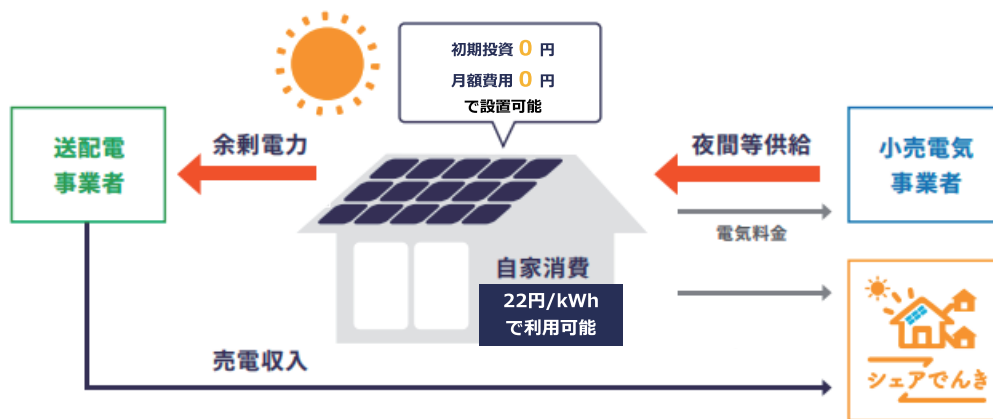 初期投資 0 円
月額費用 0 円
で設置可能
送配電
事業者
余剰電力
夜間等供給
小売電気
事業者
電気料金
自家消費
22円/kWh
で利用可能
売電収入
シェアでんき